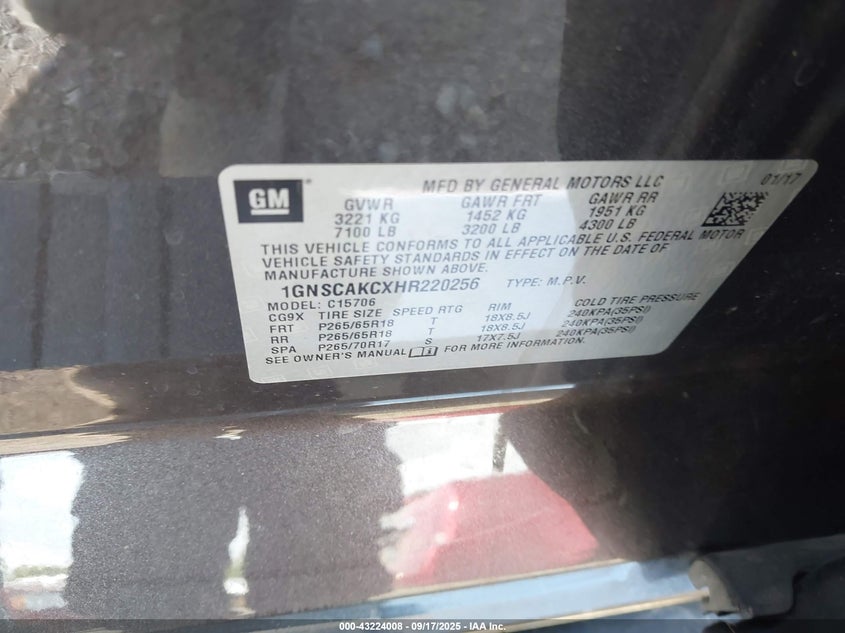 GM
MFD BY GENERAL MOTORS LLC 01/17
GVWR GAWR FRT GAWR RR
3221 KG 1452 KG 1951 KG
7100 LB 3200 LB 4300 LB
THIS VEHICLE CONFORMS TO ALL APPLICABLE U.S. FEDERAL MOTOR
VEHICLE SAFETY STANDARDS IN EFFECT ON THE DATE OF
MANUFACTURE SHOWN ABOVE.
1GNSCAKCXHR220256 TYPE: M.P.V.
MODEL: C15706
CG9X TIRE SIZE SPEED RTG RIM COLD TIRE PRESSURE
FRT P265/65R18 T 18X8.5J 240KPA(35PSI)
RR P265/65R18 T 18X8.5J 240KPA(35PSI)
SPA P265/70R17 S 17X7.5J 240KPA(35PSI)
SEE OWNER'S MANUAL FOR MORE INFORMATION.
000-43224008 - 09/17/2025 - IAA Inc.